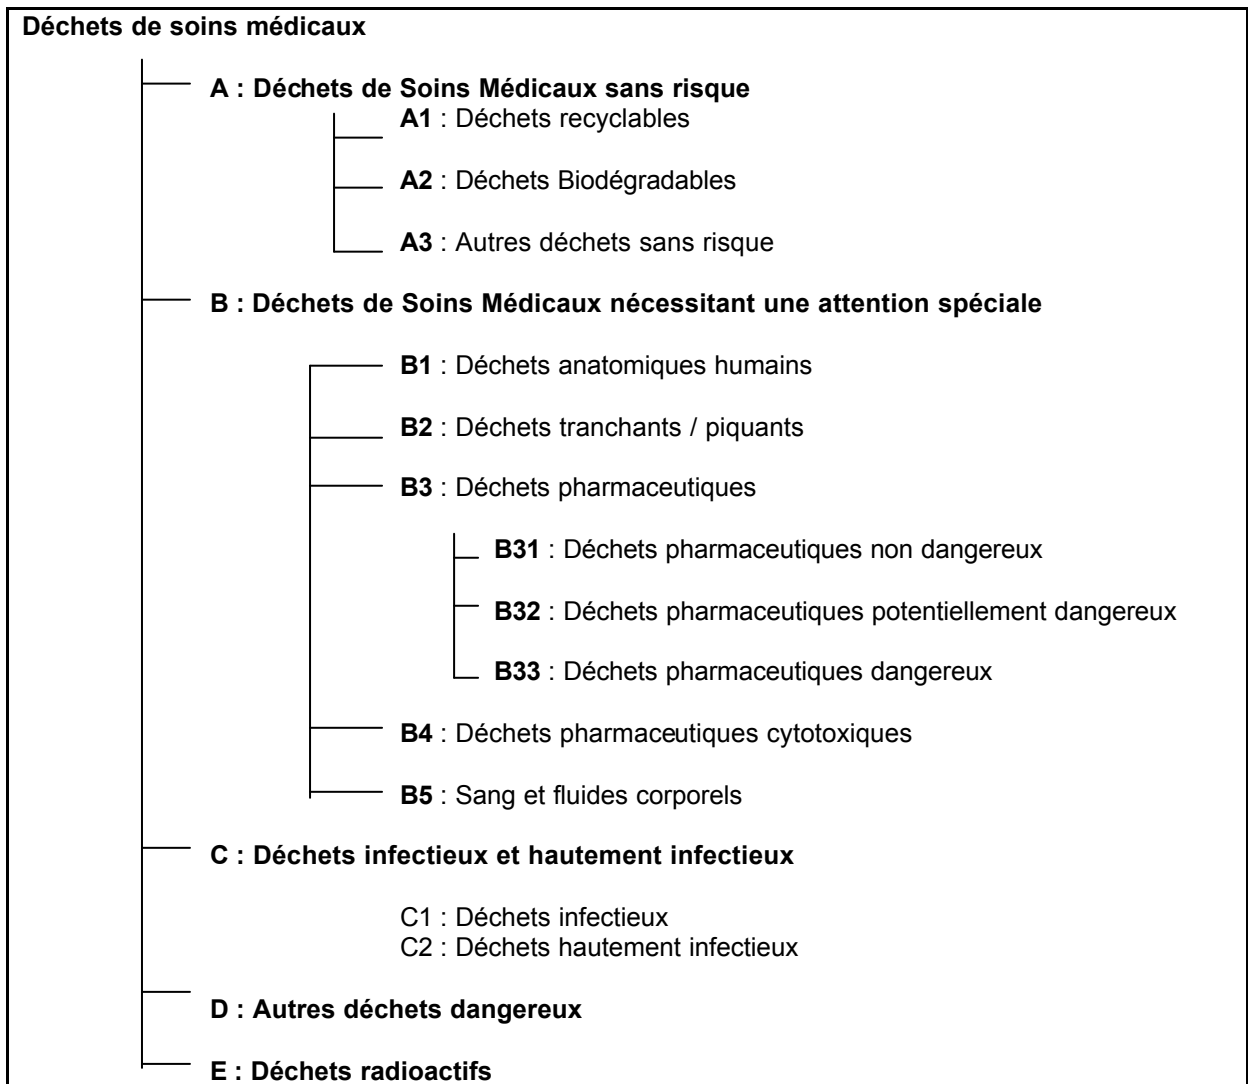 Déchets de soins médicaux
A : Déchets de Soins Médicaux sans risque
A1 : Déchets recyclables
A2 : Déchets Biodégradables
A3 : Autres déchets sans risque
B : Déchets de Soins Médicaux nécessitant une attention spéciale
B1 : Déchets anatomiques humains
B2 : Déchets tranchants / piquants
B3 : Déchets pharmaceutiques
B31 : Déchets pharmaceutiques non dangereux
B32 : Déchets pharmaceutiques potentiellement dangereux
B33 : Déchets pharmaceutiques dangereux
B4 : Déchets pharmaceutiques cytotoxiques
B5 : Sang et fluides corporels
C : Déchets infectieux et hautement infectieux
C1 : Déchets infectieux
C2 : Déchets hautement infectieux
D : Autres déchets dangereux
E : Déchets radioactifs